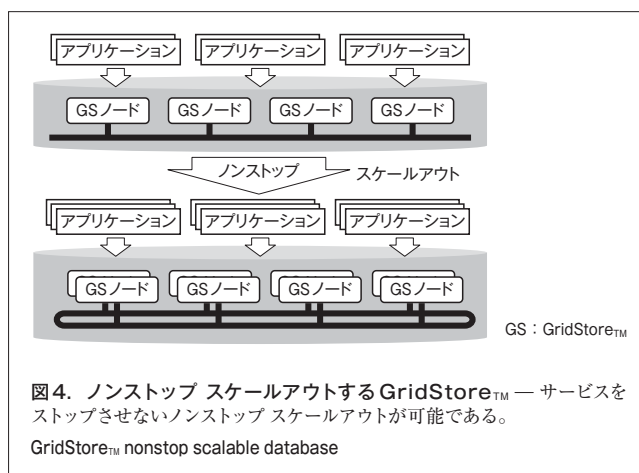 アプリケーション アプリケーション アプリケーション
GSノード GSノード GSノード GSノード
ノンストップ スケールアウト
アプリケーション アプリケーション アプリケーション
GSノード GSノード GSノード GSノード
GS：GridStoreTM
図4．ノンストップ スケールアウトするGridStoreTM — サービスを
ストップさせないノンストップ スケールアウトが可能である。
GridStoreTM nonstop scalable database